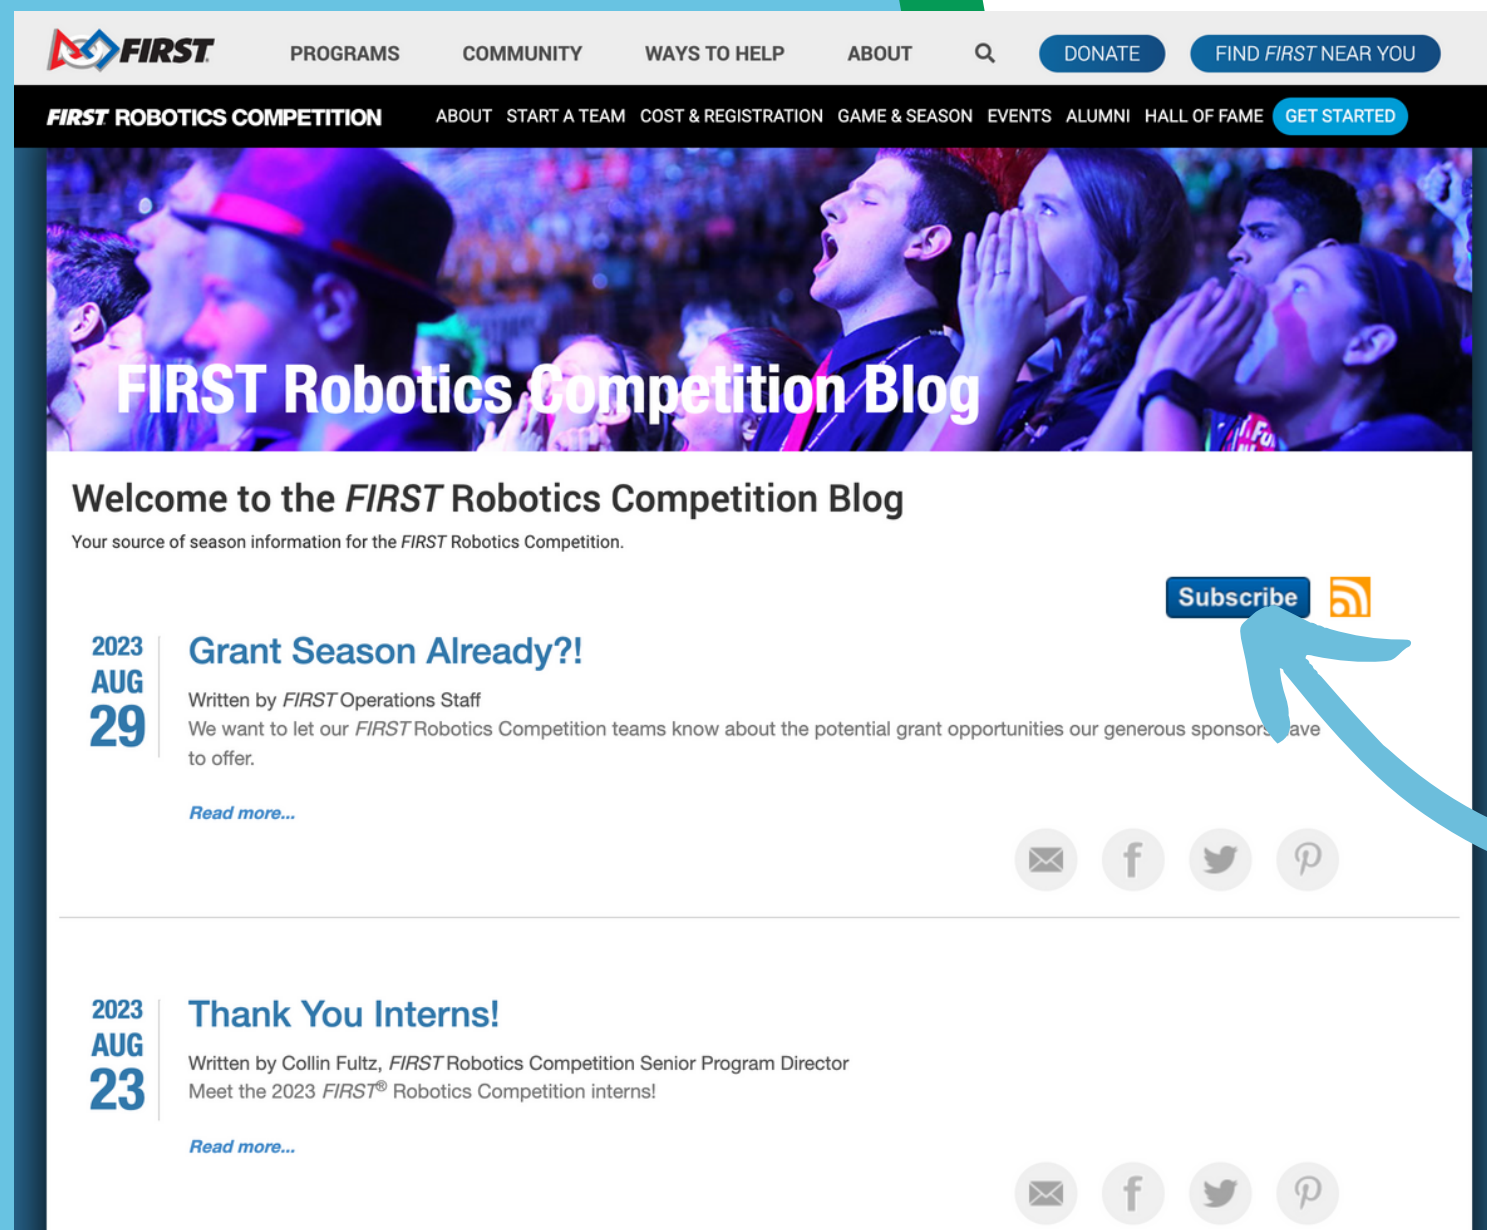 FIRST
PROGRAMS COMMUNITY WAYS TO HELP ABOUT DONATE FIND FIRST NEAR YOU
FIRST ROBOTICS COMPETITION ABOUT START A TEAM COST & REGISTRATION GAME & SEASON EVENTS ALUMNI HALL OF FAME GET STARTED
FIRST Robotics Competition Blog
Welcome to the FIRST Robotics Competition Blog
Your source of season information for the FIRST Robotics Competition.
Subscribe
2023
AUG
29
Grant Season Already?!
Written by FIRST Operations Staff
We want to let our FIRST Robotics Competition teams know about the potential grant opportunities our generous sponsors ave
to offer.
Read more...
2023
AUG
23
Thank You Interns!
Written by Collin Fultz, FIRST Robotics Competition Senior Program Director
Meet the 2023 FIRST® Robotics Competition interns!
Read more...